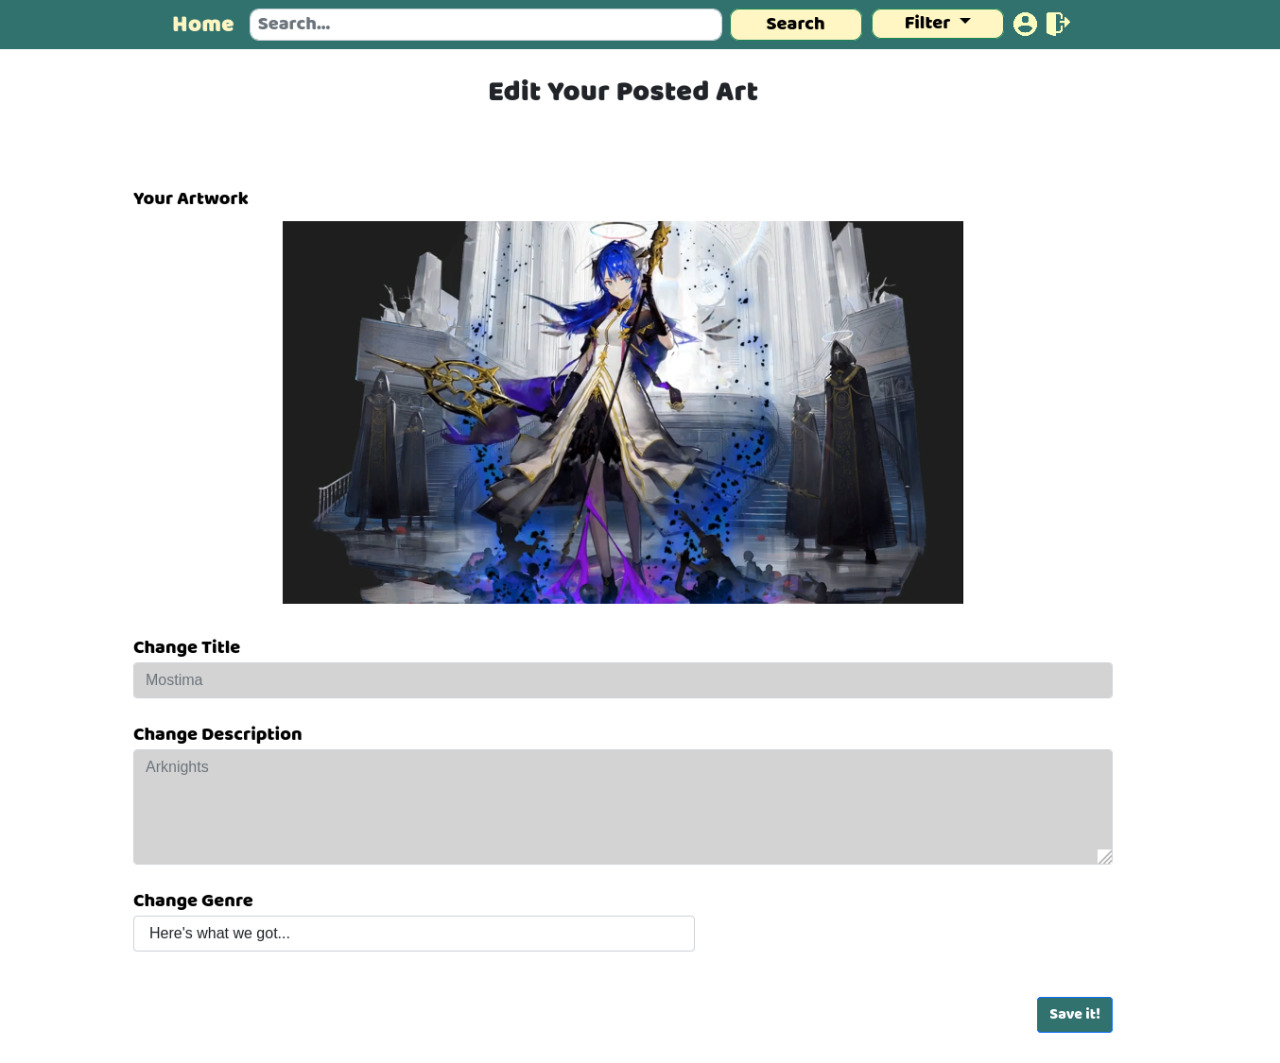 Home Search... Search Filter
Edit Your Posted Art
Your Artwork
Change Title
Mostima
Change Description
Arknights
Change Genre
Here's what we got...
Save it!